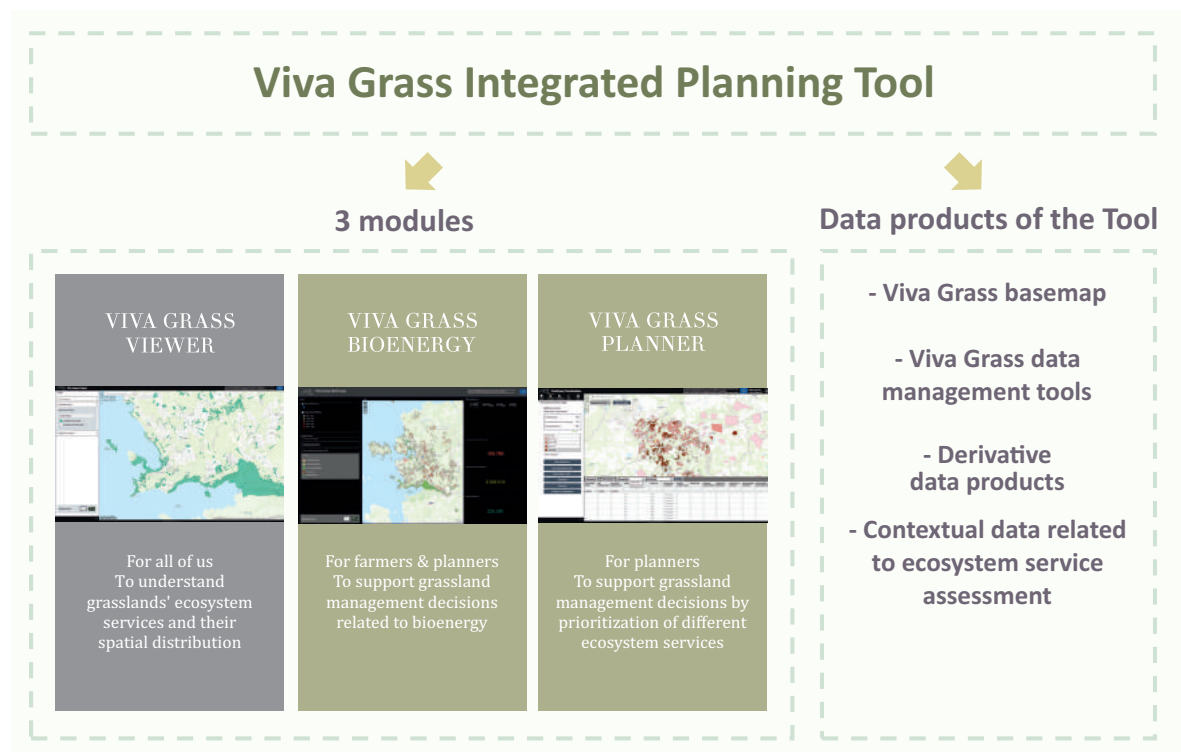 Viva Grass Integrated Planning Tool
3 modules
VIVA GRASS
VIEWER
For all of us
To understand
grasslands' ecosystem
services and their
spatial distribution
VIVA GRASS
BIOENERGY
For farmers & planners
To support grassland
management decisions
related to bioenergy
VIVA GRASS
PLANNER
For planners
To support grassland
management decisions by
prioritization of different
ecosystem services
Data products of the Tool
- Viva Grass basemap
- Viva Grass data
management tools
- Derivative
data products
- Contextual data related
to ecosystem service
assessment